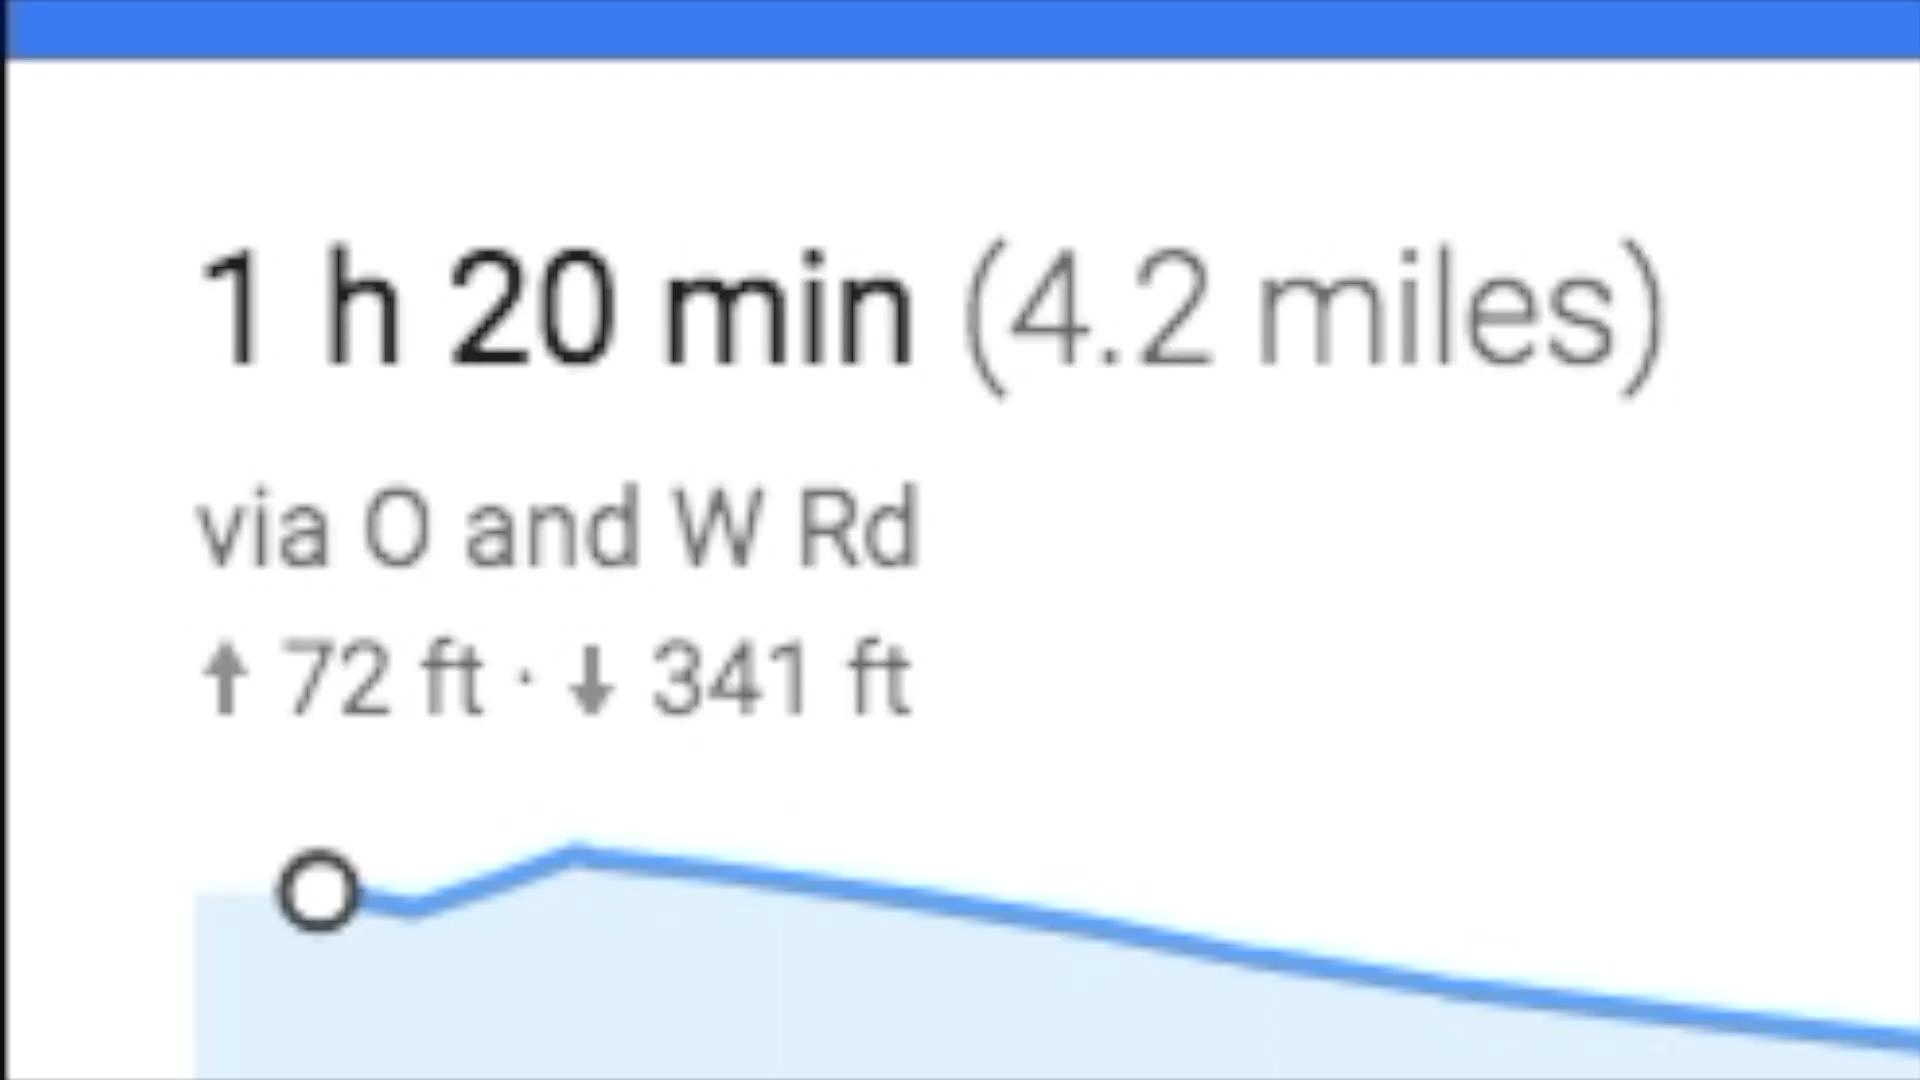 1 h 20 min (4.2 miles)
via O and W Rd
↑ 72 ft · ↓ 341 ft